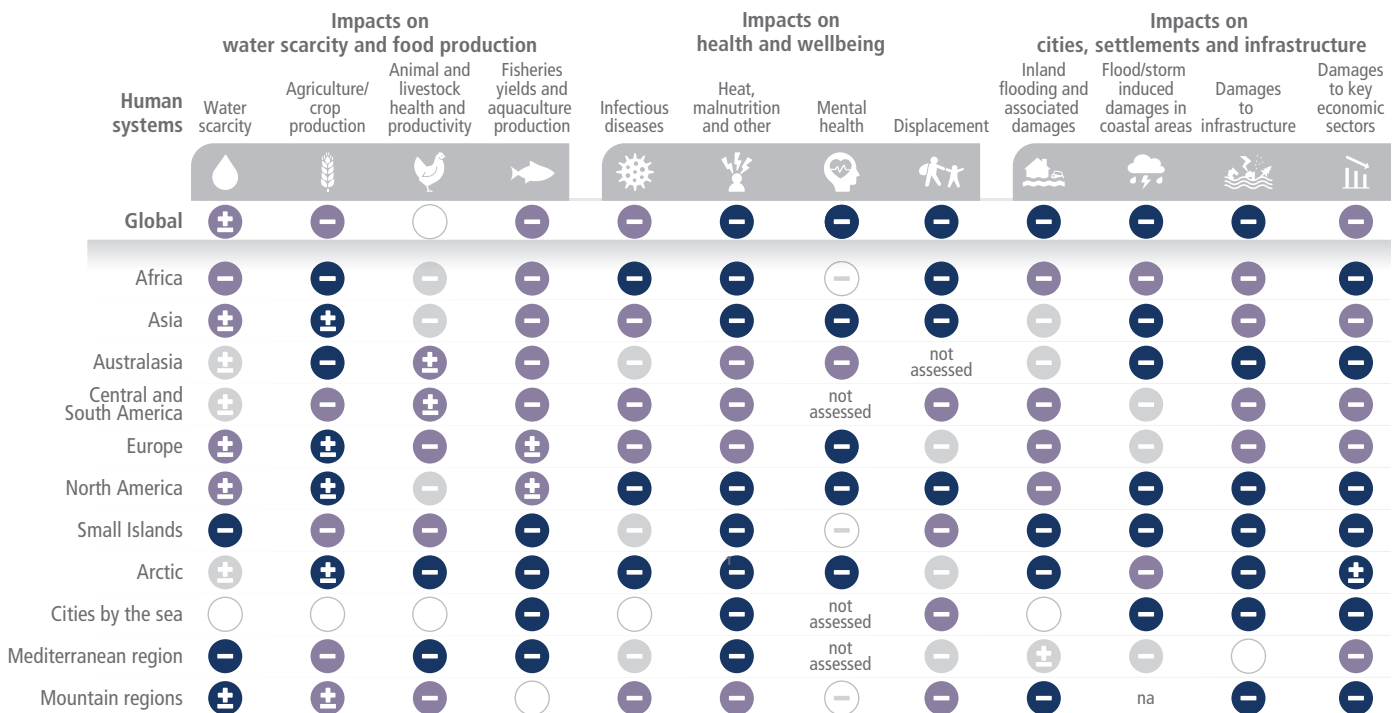 Impacts on
water scarcity and food production
Impacts on
health and wellbeing
Impacts on
cities, settlements and infrastructure
Human
systems
Water
scarcity
Agriculture/
crop
production
Animal and
livestock
health and
productivity
Fisheries
yields and
aquaculture
production
Infectious
diseases
Heat,
malnutrition
and other
Mental
health
Displacement
Inland
flooding and
associated
damages
Flood/storm
induced
damages in
coastal areas
Damages
to
infrastructure
Damages
to key
economic
sectors
Global
± − − − − − − − − − −
Africa
− − − − − − − − − − − −
Asia
± ± − − − − − − − − − −
Australasia
± − ± − − − − not assessed − − − −
Central and
South America
± − ± − − − not assessed − − − − −
Europe
± ± − ± − − − − − − − −
North America
± ± − ± − − − − − − − −
Small Islands
− − − − − − − − − − − −
Arctic
± ± − − − − − − − − − ±
Cities by the sea
− − not assessed − − − −
Mediterranean region
− − − − − − not assessed − ± − −
Mountain regions
± ± − − − − − − na − −